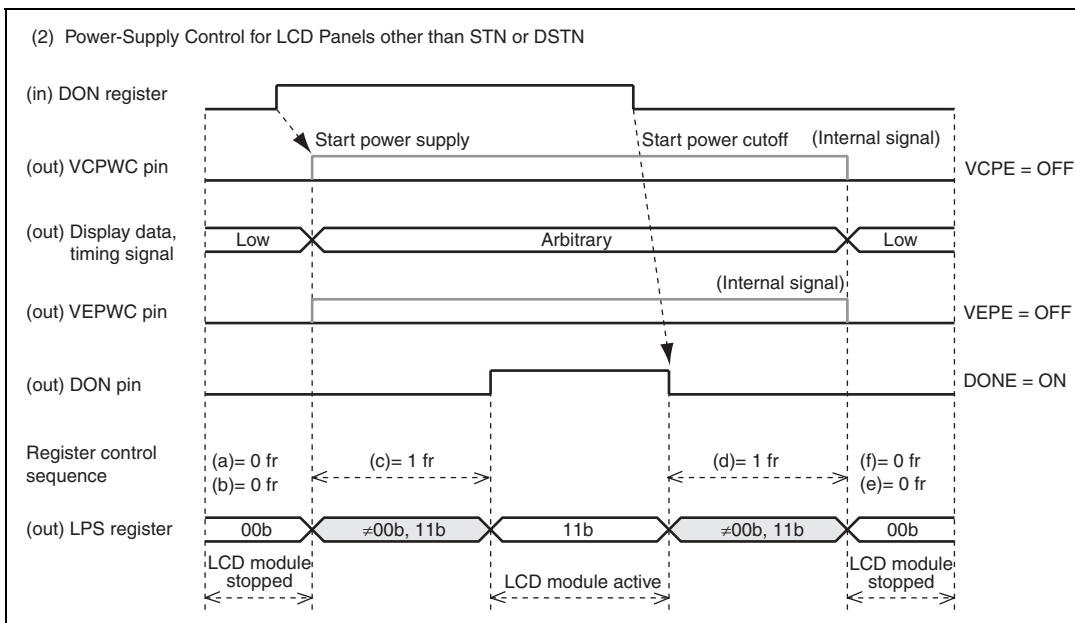 (2) Power-Supply Control for LCD Panels other than STN or DSTN
(in) DON register
Start power supply
Start power cutoff
(Internal signal)
(out) VCPWC pin
VCPE = OFF
(out) Display data,
timing signal
Low
Arbitrary
Low
(Internal signal)
(out) VEPWC pin
VEPE = OFF
(out) DON pin
DONE = ON
Register control
sequence
(a)= 0 fr
(b)= 0 fr
(c)= 1 fr
(d)= 1 fr
(f)= 0 fr
(e)= 0 fr
(out) LPS register
00b
≠00b, 11b
11b
≠00b, 11b
00b
LCD module
stopped
LCD module active
LCD module
stopped